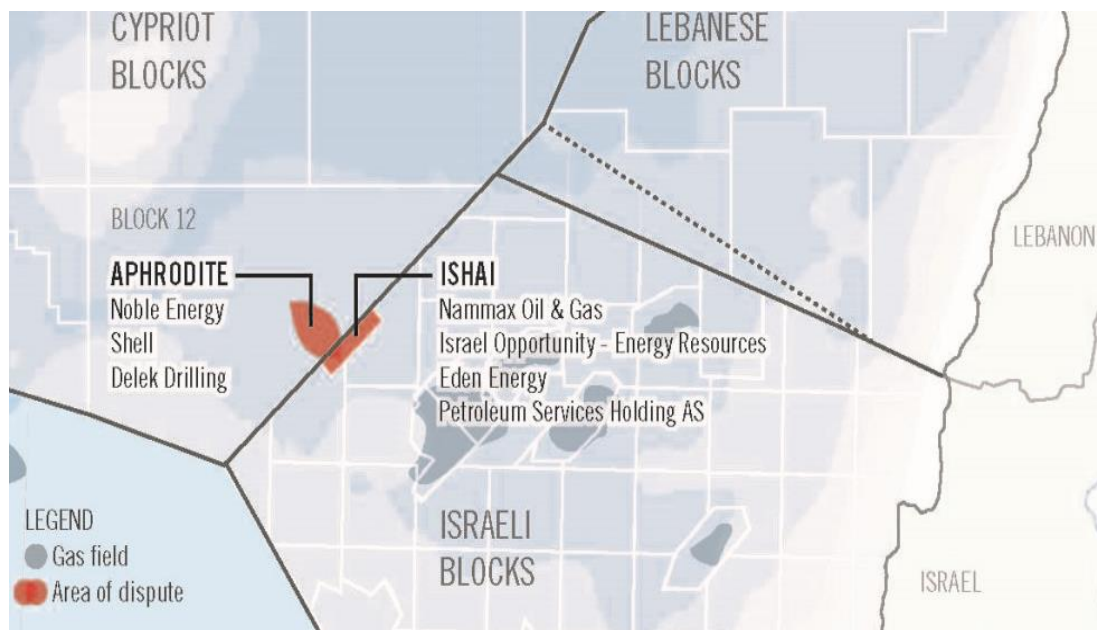 CYPRIOT
BLOCKS
LEBANESE
BLOCKS
BLOCK 12
LEBANON
APHRODITE
Noble Energy
Shell
Delek Drilling
ISHAI
Nammax Oil & Gas
Israel Opportunity - Energy Resources
Eden Energy
Petroleum Services Holding AS
LEGEND
Gas field
Area of dispute
ISRAELI
BLOCKS
ISRAEL